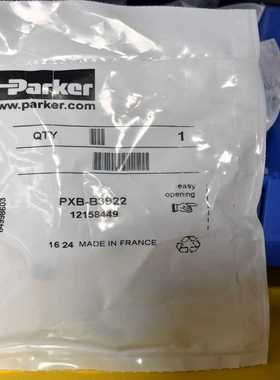 Parker
www.parker.com
QTY 1
easy
opening
PXB-B3922
12158449
16 24 MADE IN FRANCE